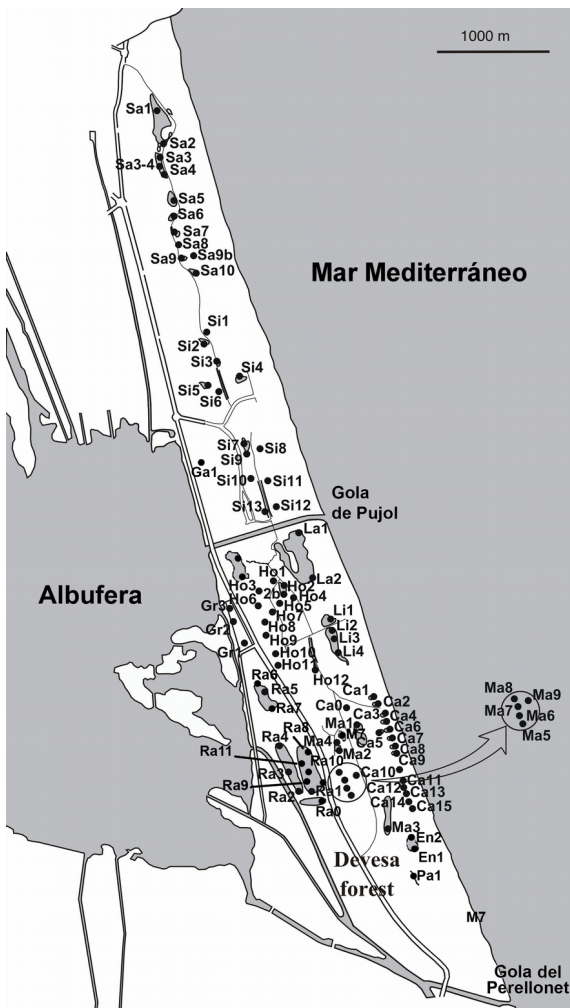 1000 m
Sa1
Sa2
Sa3
Sa3-4
Sa4
Sa5
Sa6
Sa7
Sa8
Sa9
Sa9b
Sa10
Mar Mediterráneo
Si1
Si2
Si3
Si4
Si5
Si6
Si7
Si8
Si9
Ga1
Si10
Si11
Si12
Si13
Gola
de Pujol
La1
Albufera
Ho1
Ho2
La2
Ho3
2b
Ho4
Ho6
Ho5
Gr3
Ho7
Li1
Gr2
Ho8
Li2
Ho9
Li3
Gr1
Li4
Ho10
Ho11
Ho12
Ra6
Ra5
Ra7
Ca1
Ca2
Ca0
Ca3
Ca4
Ma1
Ca6
M7
Ca5
Ca7
Ra8
Ra4
Ma4
Ma2
Ca8
Ra11
Ra10
Ca9
Ra3
Ca10
Ra9
Ca11
Ca12
Ca13
Ra2
Ra1
Ca14
Ca15
Ra0
Ma8
Ma9
Ma7
Ma6
Ma5
Ma3
En2
En1
Devesa
forest
Pa1
M7
Gola del
Perellonet